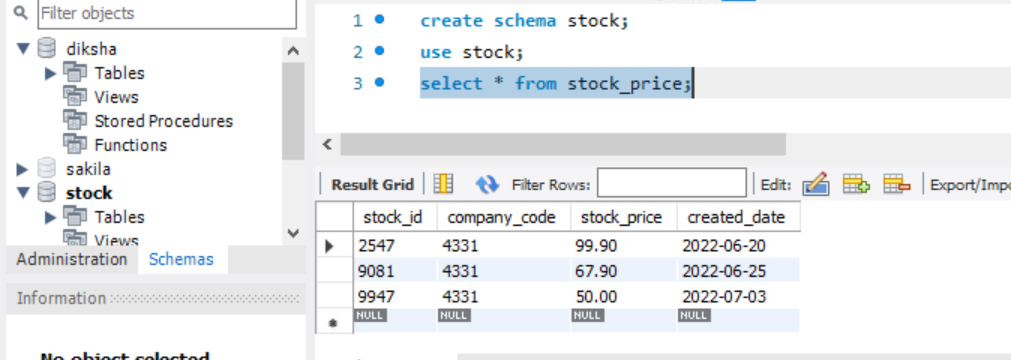 Filter objects
diksha
Tables
Views
Stored Procedures
Functions
sakila
stock
Tables
Views
Administration Schemas
Information
No object selected
1 create schema stock;
2 use stock;
3 select * from stock_price;
Result Grid Filter Rows: Edit: Export/Impo
stock_id company_code stock_price created_date
2547 4331 99.90 2022-06-20
9081 4331 67.90 2022-06-25
9947 4331 50.00 2022-07-03
NULL NULL NULL NULL